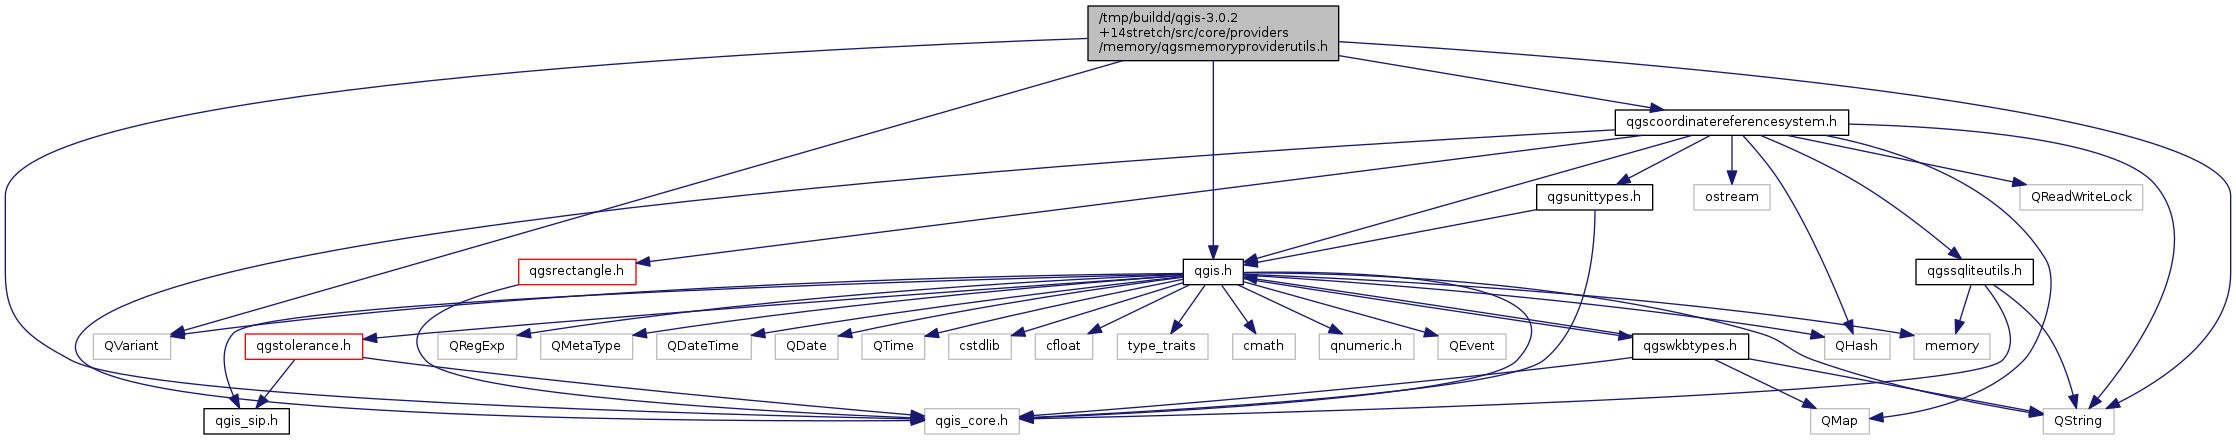 /tmp/buildd/qgis-3.0.2
+14stretch/src/core/providers
/memory/qgsmemoryproviderutils.h
qgscoordinatereferencesystem.h
qgsunittypes.h
ostream
QReadWriteLock
qgsrectangle.h
qgis.h
qgssqliteutils.h
QVariant
qgstolerance.h
QRegExp
QMetaType
QDateTime
QDate
QTime
cstdlib
cfloat
type_traits
cmath
qnumeric.h
QEvent
qgswkbtypes.h
QHash
memory
qgis_sip.h
qgis_core.h
QMap
QString